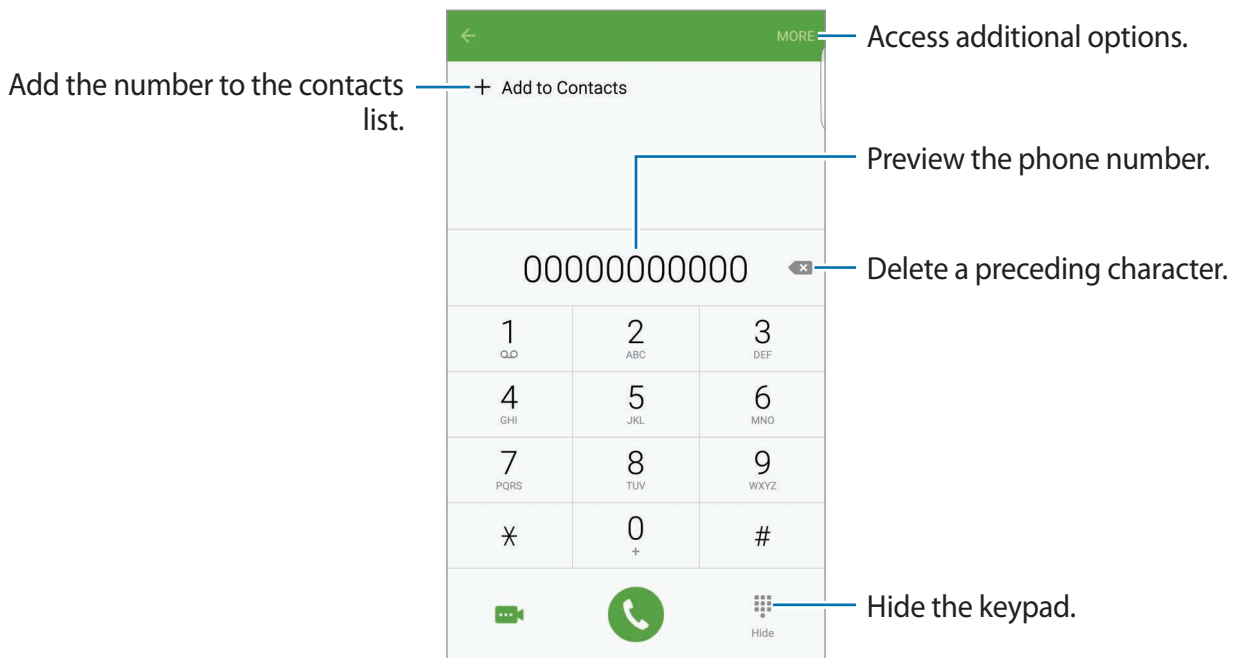 MORE
Access additional options.
Add the number to the contacts
list.
+ Add to Contacts
Preview the phone number.
00000000000
Delete a preceding character.
1
2
ABC
3
DEF
4
GHI
5
JKL
6
MNO
7
PQRS
8
TUV
9
WXYZ
*
0
+
#
Hide
Hide the keypad.